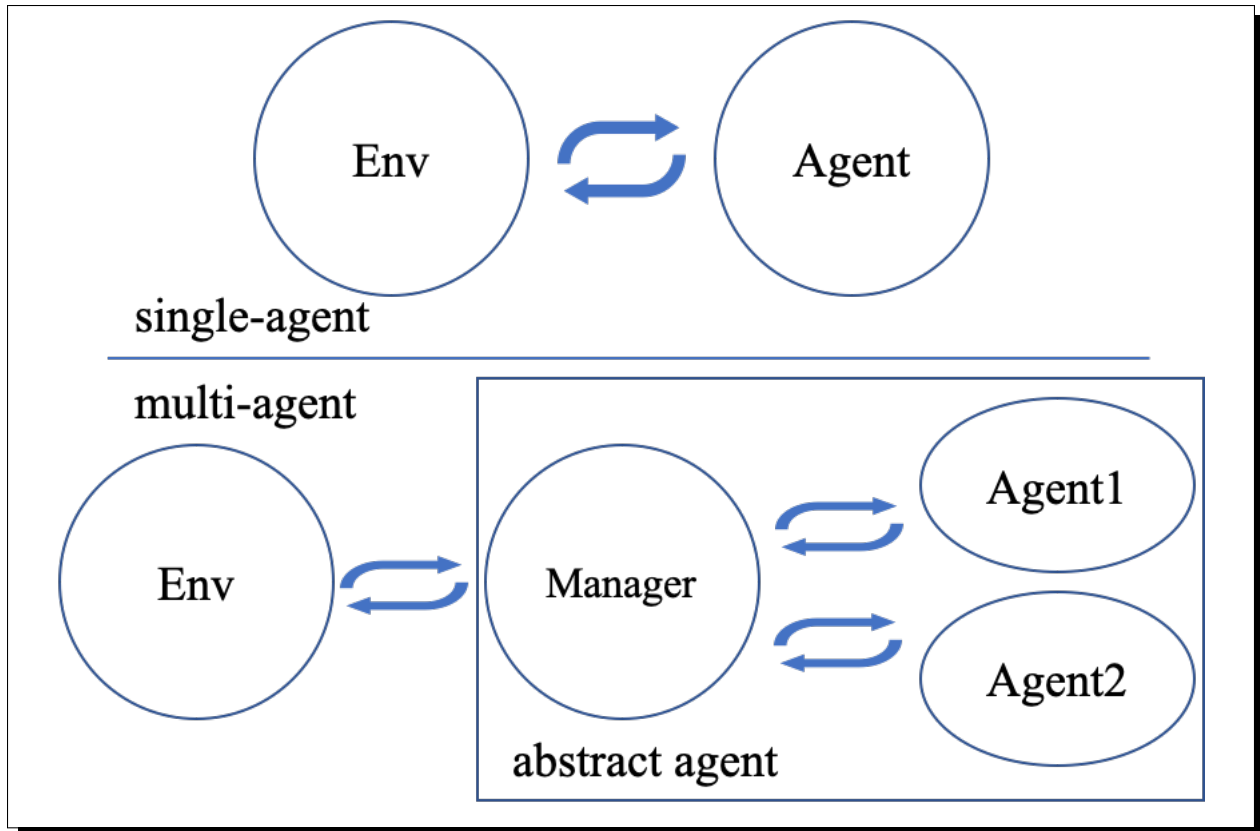 Env
Agent
single-agent
multi-agent
Agent1
Env
Manager
Agent2
abstract agent